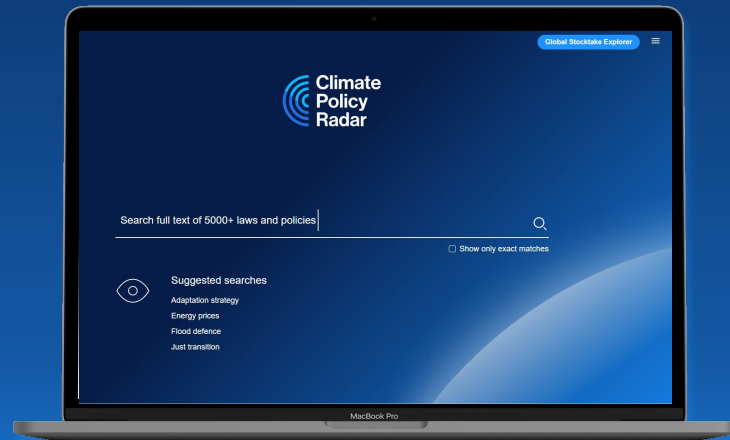 Global Stocktake Explorer
Climate
Policy
Radar
Search full text of 5000+ laws and policies
Show only exact matches
Suggested searches
Adaptation strategy
Energy prices
Flood defence
Just transition
MacBook Pro